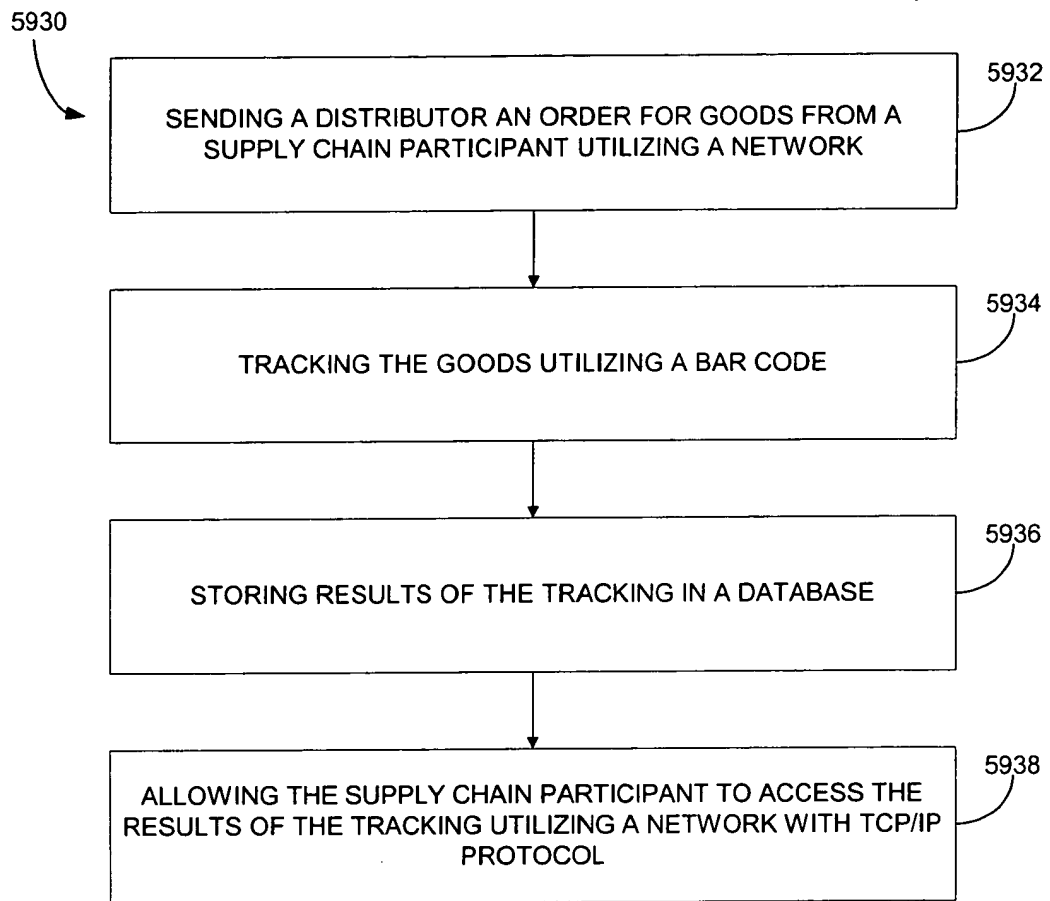 5930
5932
SENDING A DISTRIBUTOR AN ORDER FOR GOODS FROM A
SUPPLY CHAIN PARTICIPANT UTILIZING A NETWORK
5934
TRACKING THE GOODS UTILIZING A BAR CODE
5936
STORING RESULTS OF THE TRACKING IN A DATABASE
5938
ALLOWING THE SUPPLY CHAIN PARTICIPANT TO ACCESS THE
RESULTS OF THE TRACKING UTILIZING A NETWORK WITH TCP/IP
PROTOCOL